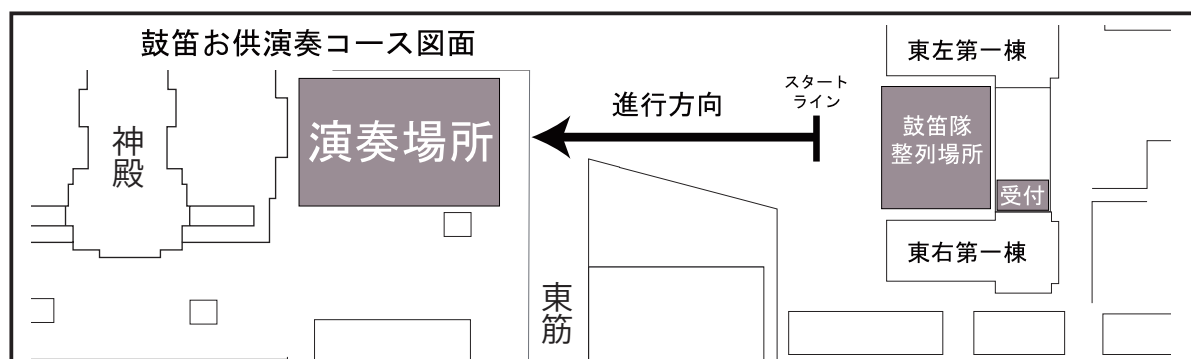 鼓笛お供演奏コース図面
東左第一棟
スタート
ライン
進行方向
演奏場所
鼓笛隊
整列場所
神殿
受付
東右第一棟
東筋